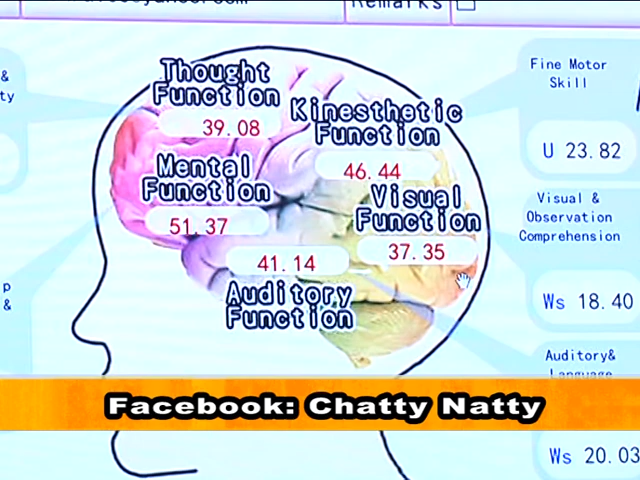 Remarks
&
ty
Thought
Function
39.08
Kinesthetic
Function
46.44
Mental
Function
51.37
Visual
Function
37.35
41.14
Auditory
Function
Fine Motor
Skill
U 23.82
Visual &
Observation
Comprehension
Ws 18.40
p
&
Auditory&
Language
Facebook: Chatty Natty
Ws 20.03